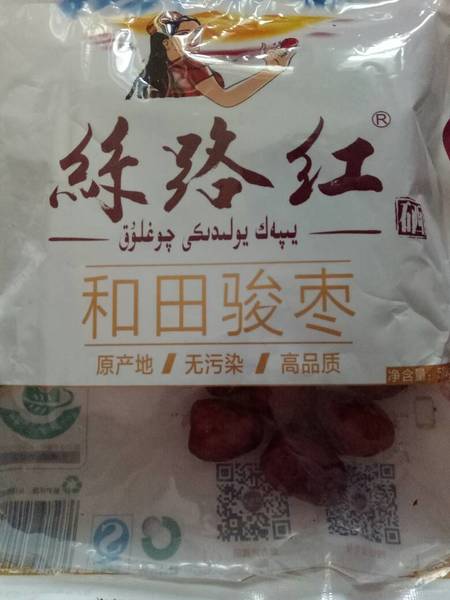 絲路红®
يىپەك يولىدىكى چوغلۇق
和田骏枣
原产地 / 无污染 / 高品质
净含量:5